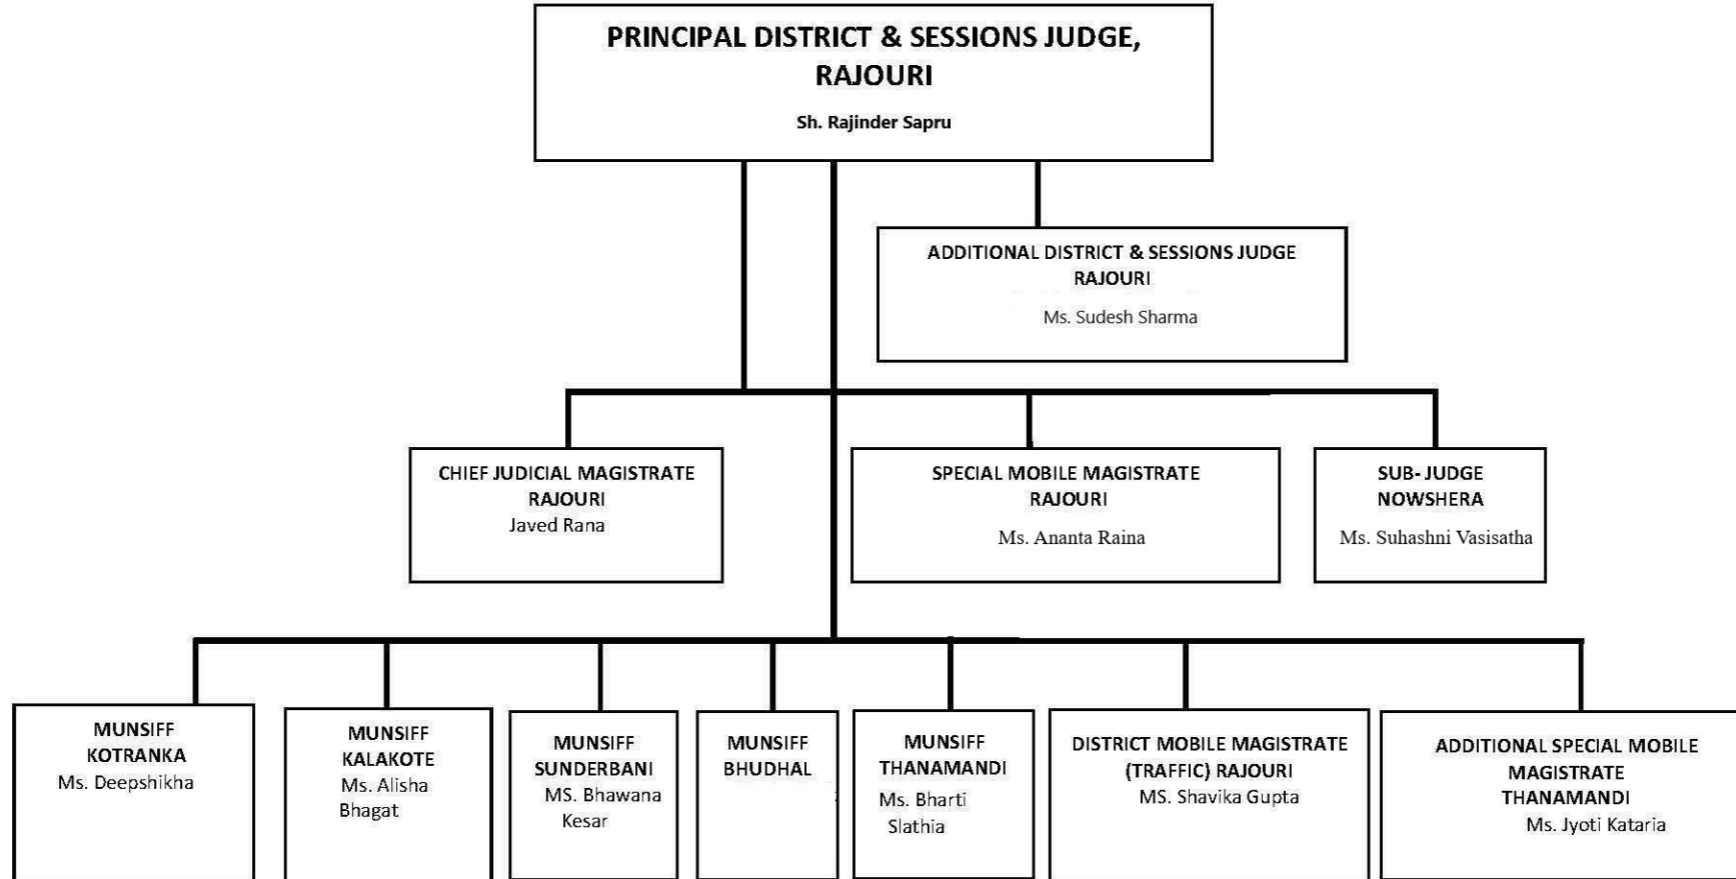 PRINCIPAL DISTRICT & SESSIONS JUDGE,
RAJOURI
Sh. Rajinder Sapru
ADDITIONAL DISTRICT & SESSIONS JUDGE
RAJOURI
Ms. Sudesh Sharma
CHIEF JUDICIAL MAGISTRATE
RAJOURI
Javed Rana
SPECIAL MOBILE MAGISTRATE
RAJOURI
Ms. Ananta Raina
SUB- JUDGE
NOWSHERA
Ms. Suhashni Vasisatha
MUNSIFF
KOTRANKA
Ms. Deepshikha
MUNSIFF
KALAKOTE
Ms. Alisha
Bhagat
MUNSIFF
SUNDERBANI
MS. Bhawana
Kesar
MUNSIFF
BHUDHAL
MUNSIFF
THANAMANDI
Ms. Bharti
Slathia
DISTRICT MOBILE MAGISTRATE
(TRAFFIC) RAJOURI
MS. Shavika Gupta
ADDITIONAL SPECIAL MOBILE
MAGISTRATE
THANAMANDI
Ms. Jyoti Kataria